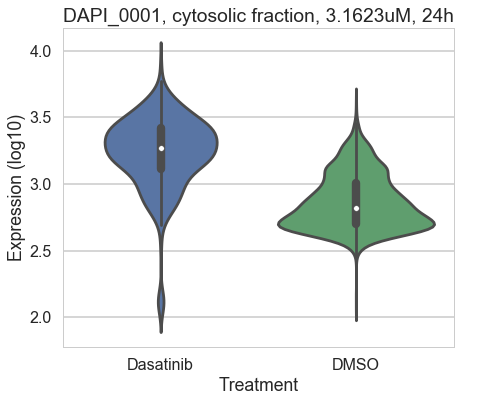 DAPI_0001, cytosolic fraction, 3.1623uM, 24h
Expression (log10)
4.0
3.5
3.0
2.5
2.0
Dasatinib DMSO
Treatment